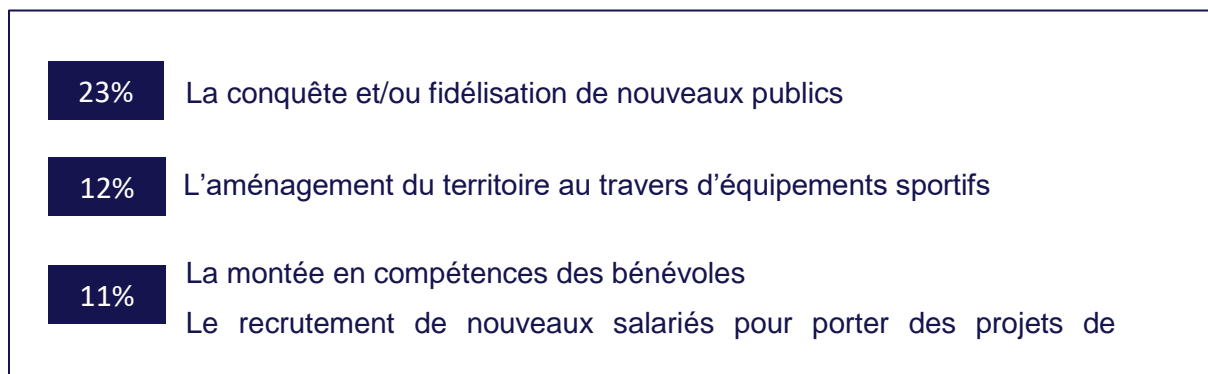 23% La conquête et/ou fidélisation de nouveaux publics
12% L’aménagement du territoire au travers d’équipements sportifs
La montée en compétences des bénévoles
11%
Le recrutement de nouveaux salariés pour porter des projets de